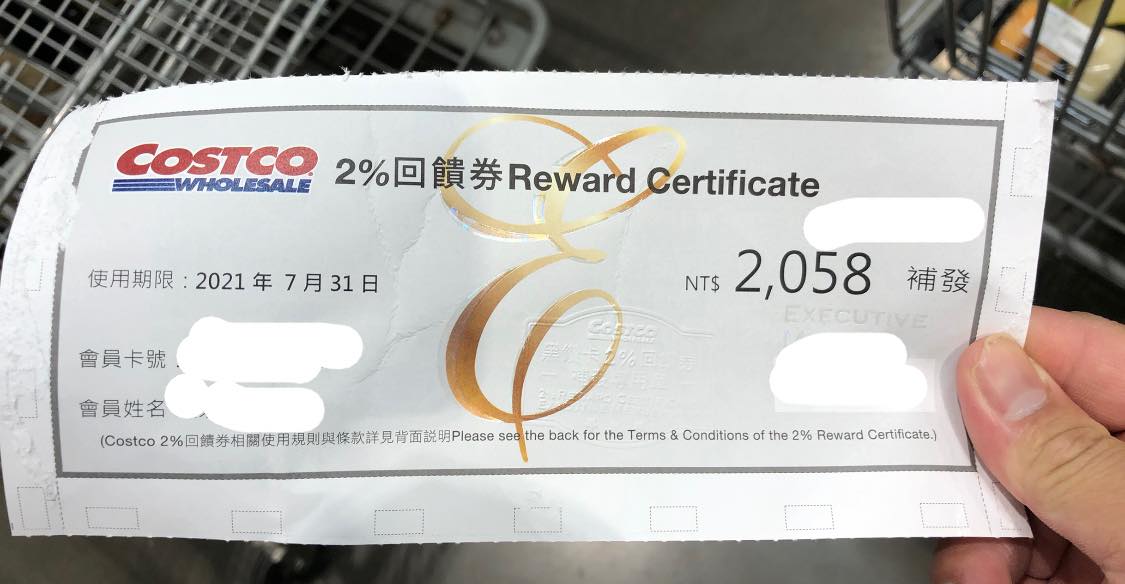 COSTCO WHOLESALE
2%回饋券Reward Certificate
使用期限：2021 年 7 月 31 日
NT$ 2,058 補發
EXECUTIVE
COSTCO
會員卡號：
會員姓名
(Costco 2%回饋券相關使用規則與條款詳見背面説明Please see the back for the Terms & Conditions of the 2% Reward Certificate.)